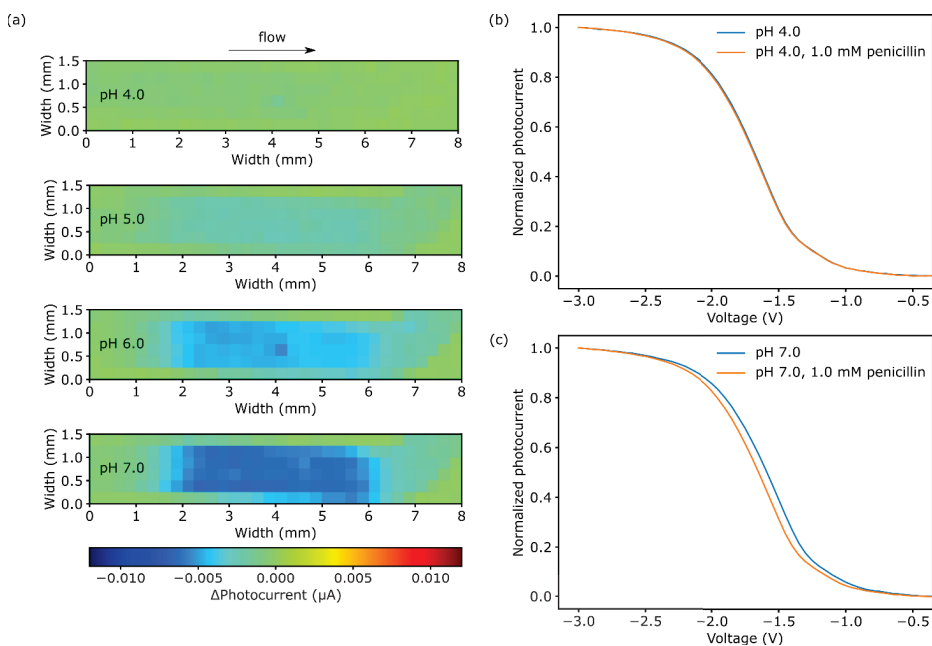 (a)
flow
Width (mm)
1.5
1.0
0.5
0.0
pH 4.0
0 1 2 3 4 5 6 7 8
Width (mm)
Width (mm)
1.5
1.0
0.5
0.0
pH 5.0
0 1 2 3 4 5 6 7 8
Width (mm)
Width (mm)
1.5
1.0
0.5
0.0
pH 6.0
0 1 2 3 4 5 6 7 8
Width (mm)
Width (mm)
1.5
1.0
0.5
0.0
pH 7.0
0 1 2 3 4 5 6 7 8
Width (mm)
−0.010 −0.005 0.000 0.005 0.010
ΔPhotocurrent (μA)
(b)
Normalized photocurrent
1.0
0.8
0.6
0.4
0.2
0.0
pH 4.0
pH 4.0, 1.0 mM penicillin
−3.0 −2.5 −2.0 −1.5 −1.0 −0.5
Voltage (V)
(c)
Normalized photocurrent
1.0
0.8
0.6
0.4
0.2
0.0
pH 7.0
pH 7.0, 1.0 mM penicillin
−3.0 −2.5 −2.0 −1.5 −1.0 −0.5
Voltage (V)